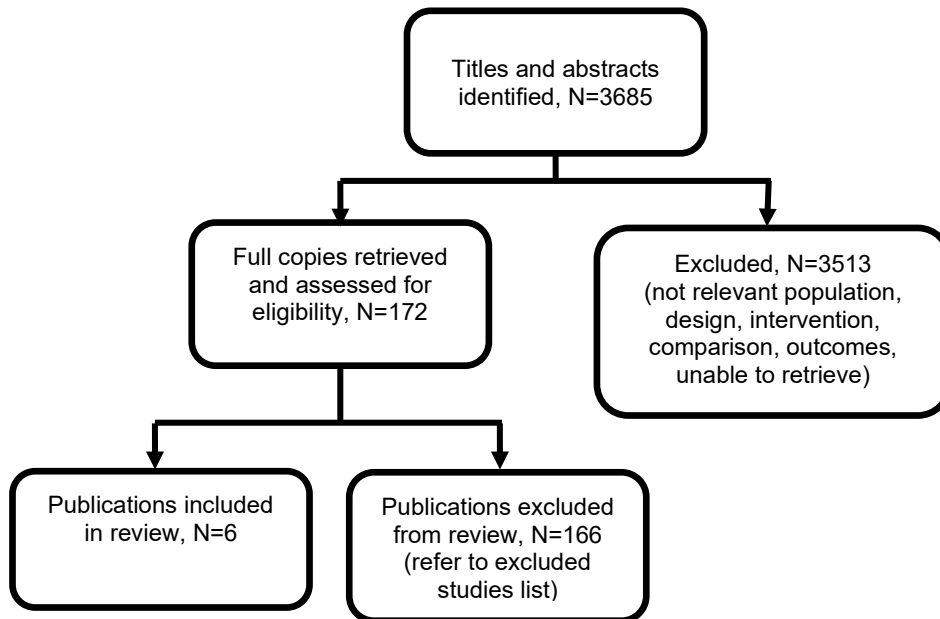 Titles and abstracts
identified, N=3685
Full copies retrieved
and assessed for
eligibility, N=172
Excluded, N=3513
(not relevant population,
design, intervention,
comparison, outcomes,
unable to retrieve)
Publications included
in review, N=6
Publications excluded
from review, N=166
(refer to excluded
studies list)